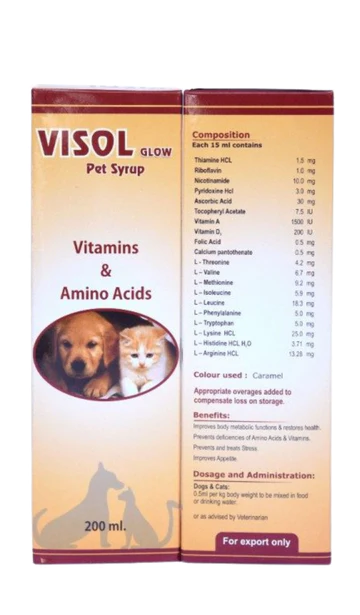 VISOL GLOW
Pet Syrup
Vitamins
&
Amino Acids
200 ml.
Composition
Each 15 ml contains
Thiamine HCL 1.5 mg
Riboflavin 1.0 mg
Nicotinamide 10.0 mg
Pyridoxine Hcl 3.0 mg
Ascorbic Acid 30 mg
Tocopheryl Acetate 7.5 IU
Vitamin A 1500 IU
Vitamin D₃ 200 IU
Folic Acid 0.5 mg
Calcium pantothenate 0.5 mg
L - Threonine 4.2 mg
L - Valine 6.7 mg
L - Methionine 9.2 mg
L - Isoleucine 5.9 mg
L - Leucine 18.3 mg
L - Phenylalanine 5.0 mg
L - Tryptophan 5.0 mg
L - Lysine HCL 25.0 mg
L - Histidine HCL H₂O 3.71 mg
L - Arginine HCL 13.28 mg
Colour used : Caramel
Appropriate overages added to
compensate loss on storage.
Benefits:
Improves body metabolic functions & restores health.
Prevents deficiencies of Amino Acids & Vitamins.
Prevents and treats Stress.
Improves Appetite.
Dosage and Administration:
Dogs & Cats:
0.5ml per kg body weight to be mixed in food
or drinking water.
or as advised by Veterinarian
For export only